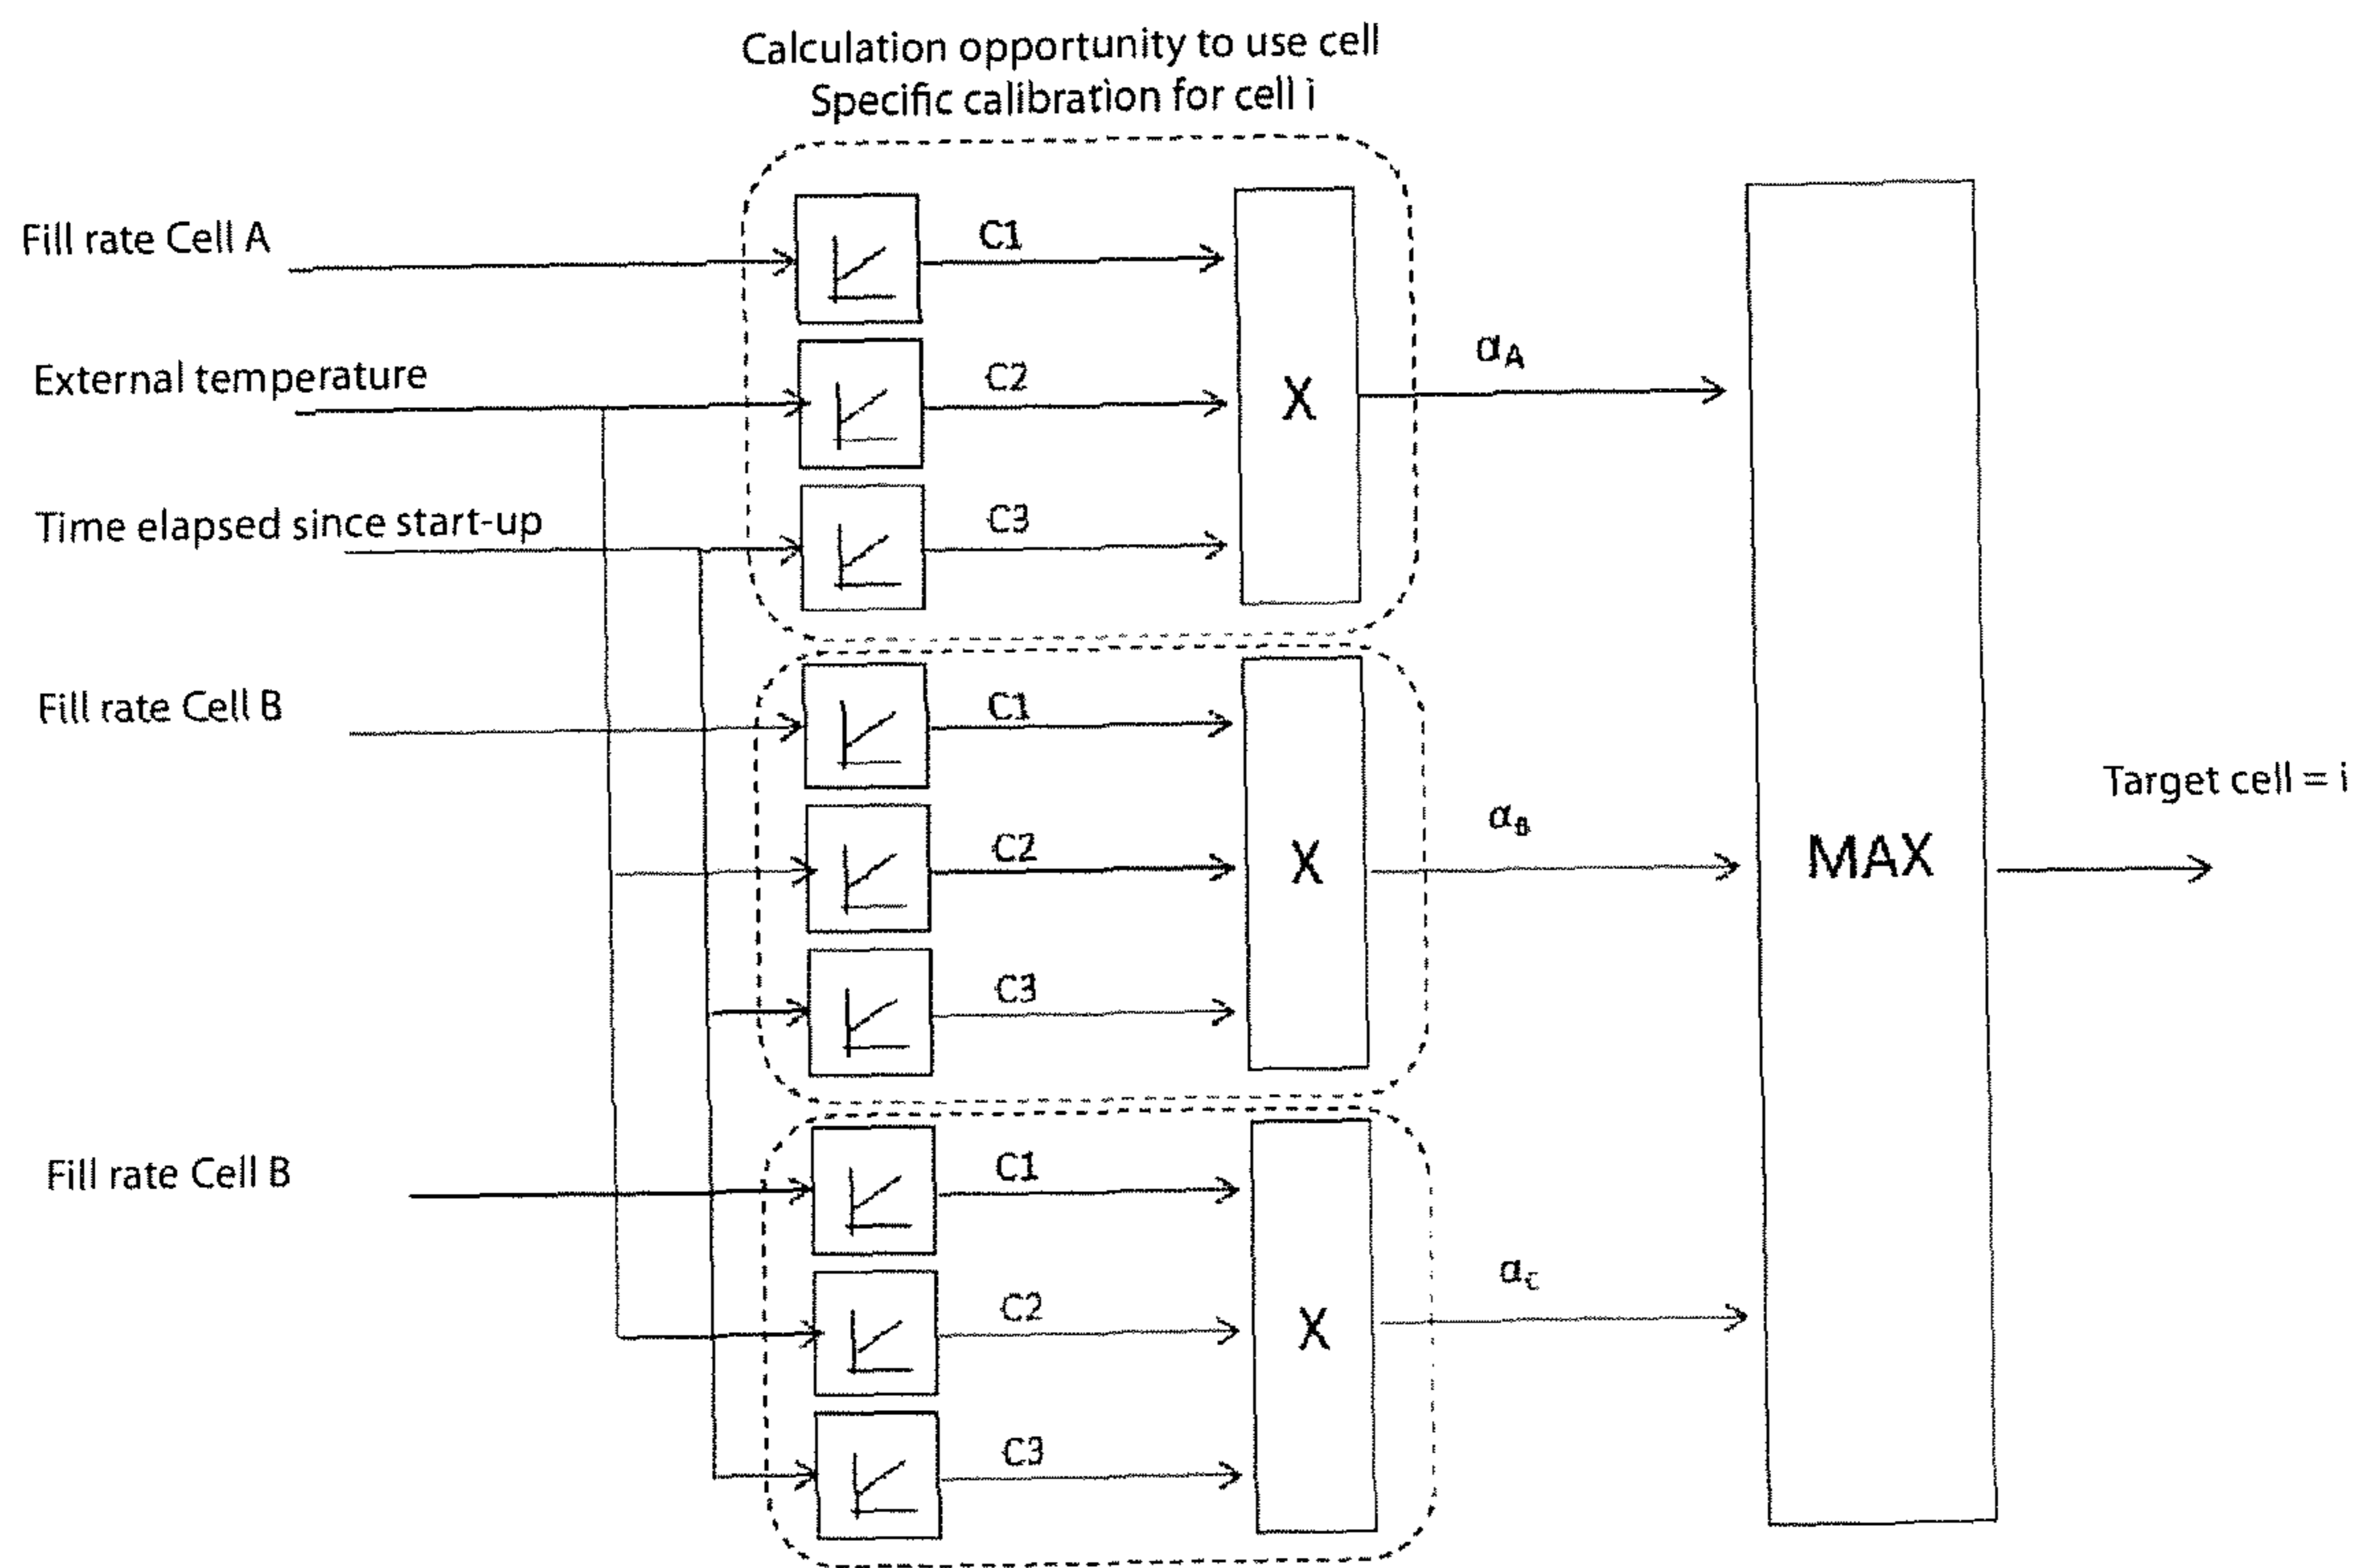 Calculation opportunity to use cell
Specific calibration for cell i
Fill rate Cell A
C1
External temperature
C2
αA
X
Time elapsed since start-up
C3
Fill rate Cell B
C1
Target cell = i
C2
αB
X
MAX
C3
Fill rate Cell B
C1
C2
αC
X
C3